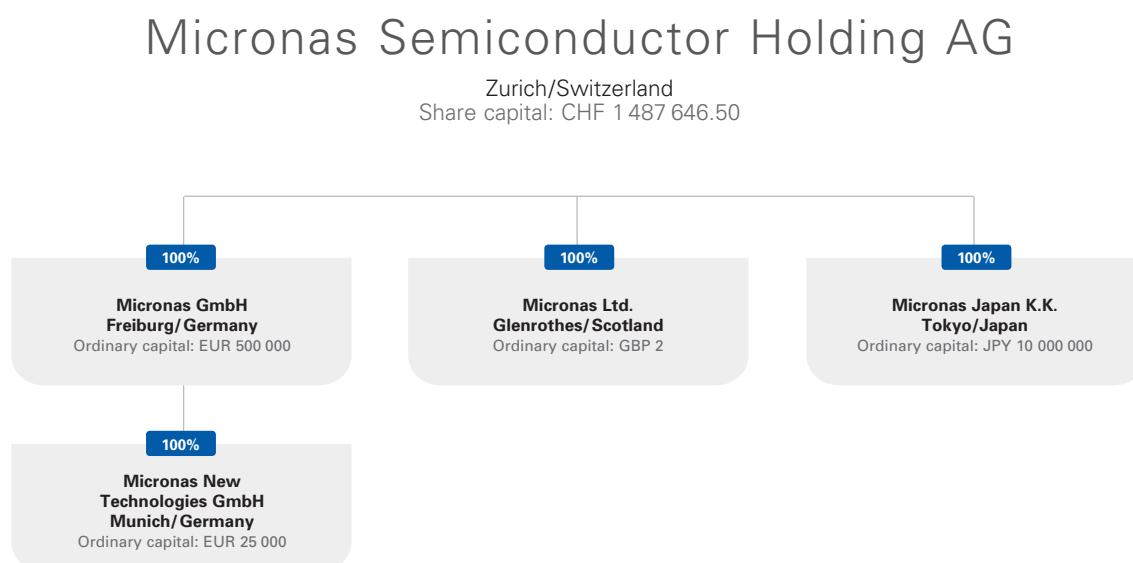 Micronas Semiconductor Holding AG
Zurich/Switzerland
Share capital: CHF 1 487 646.50
100%
100%
100%
Micronas GmbH
Freiburg/Germany
Ordinary capital: EUR 500 000
Micronas Ltd.
Glenrothes/Scotland
Ordinary capital: GBP 2
Micronas Japan K.K.
Tokyo/Japan
Ordinary capital: JPY 10 000 000
100%
Micronas New
Technologies GmbH
Munich/Germany
Ordinary capital: EUR 25 000